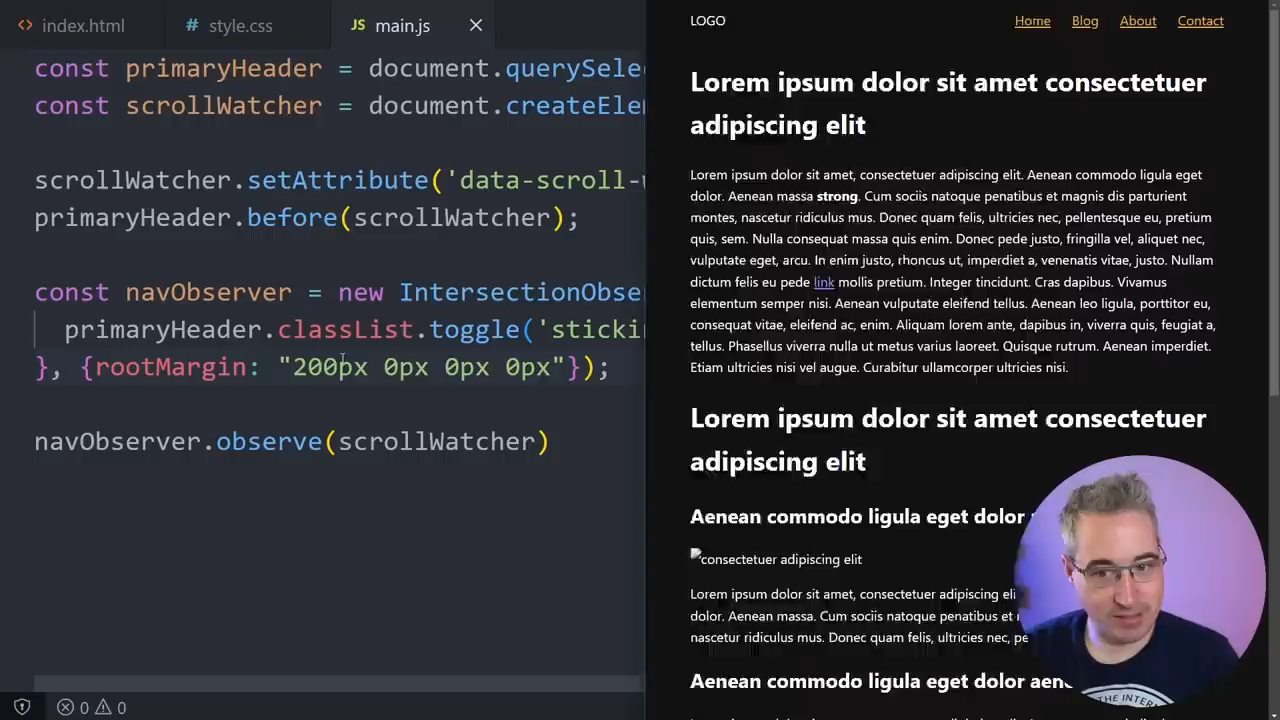 index.html
# style.css
JS main.js
const primaryHeader = document.querySele
const scrollWatcher = document.createElem
scrollWatcher.setAttribute('data-scroll-w
primaryHeader.before(scrollWatcher);
const navObserver = new IntersectionObser
primaryHeader.classList.toggle('stickin
}, {rootMargin: "200px 0px 0px 0px"});
navObserver.observe(scrollWatcher)
0 0
LOGO
Home Blog About Contact
Lorem ipsum dolor sit amet consectetuer
adipiscing elit
Lorem ipsum dolor sit amet, consectetuer adipiscing elit. Aenean commodo ligula eget
dolor. Aenean massa strong. Cum sociis natoque penatibus et magnis dis parturient
montes, nascetur ridiculus mus. Donec quam felis, ultricies nec, pellentesque eu, pretium
quis, sem. Nulla consequat massa quis enim. Donec pede justo, fringilla vel, aliquet nec,
vulputate eget, arcu. In enim justo, rhoncus ut, imperdiet a, venenatis vitae, justo. Nullam
dictum felis eu pede link mollis pretium. Integer tincidunt. Cras dapibus. Vivamus
elementum semper nisi. Aenean vulputate eleifend tellus. Aenean leo ligula, porttitor eu,
consequat vitae, eleifend ac, enim. Aliquam lorem ante, dapibus in, viverra quis, feugiat a,
tellus. Phasellus viverra nulla ut metus varius laoreet. Quisque rutrum. Aenean imperdiet.
Etiam ultricies nisi vel augue. Curabitur ullamcorper ultricies nisi.
Lorem ipsum dolor sit amet consectetuer
adipiscing elit
Aenean commodo ligula eget dolor
consectetuer adipiscing elit
Lorem ipsum dolor sit amet, consectetuer adipiscing eli
dolor. Aenean massa. Cum sociis natoque penatibus et
nascetur ridiculus mus. Donec quam felis, ultricies nec, pe
Aenean commodo ligula eget dolor aene
THE INTERN